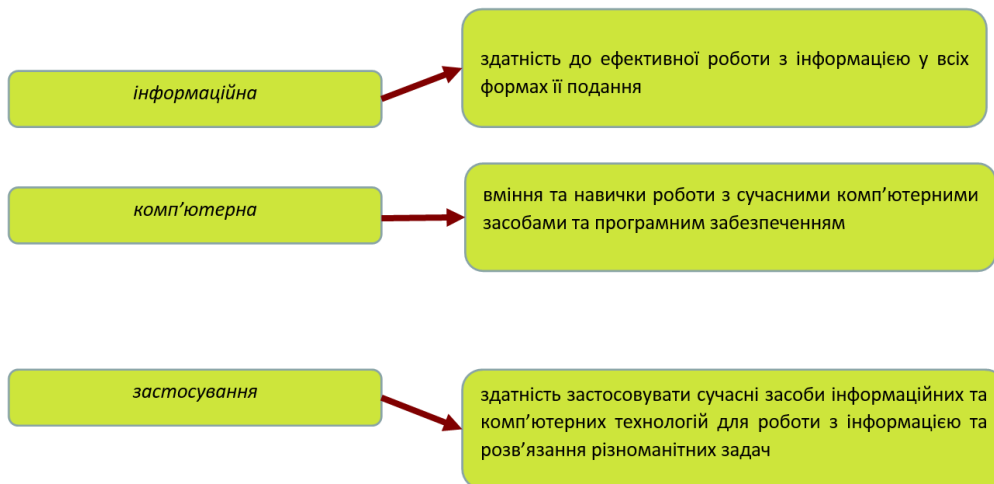 інформаційна
здатність до ефективної роботи з інформацією у всіх
формах її подання
комп’ютерна
вміння та навички роботи з сучасними комп’ютерними
засобами та програмним забезпеченням
застосування
здатність застосовувати сучасні засоби інформаційних та
комп’ютерних технологій для роботи з інформацією та
розв’язання різноманітних задач